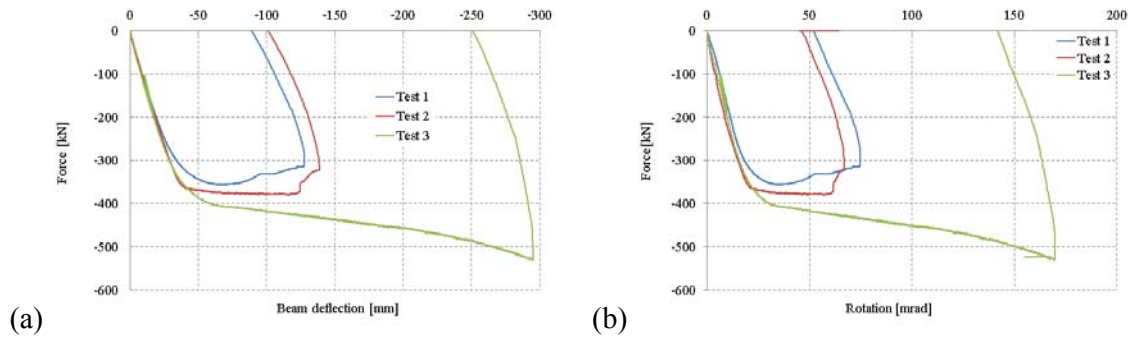 0 -50 -100 -150 -200 -250 -300
0
-100
-200
-300
-400
-500
-600
Force [kN]
Test 1
Test 2
Test 3
Beam deflection [mm]
(a)
0 50 100 150 200
0
-100
-200
-300
-400
-500
-600
Force[kN]
Test 1
Test 2
Test 3
Rotation [mrad]
(b)